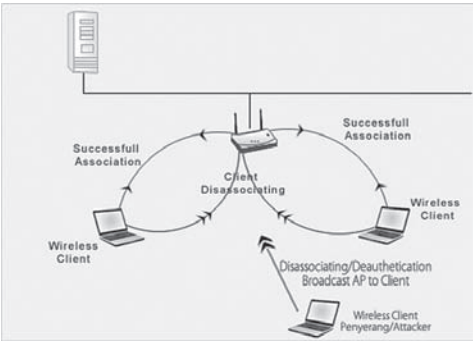 Successfull
Association
Successfull
Association
Client
Disassociating
Wireless
Client
Wireless
Client
Disassociating/Deauthetication
Broadcast AP to Client
Wireless Client
Penyerang/Attacker